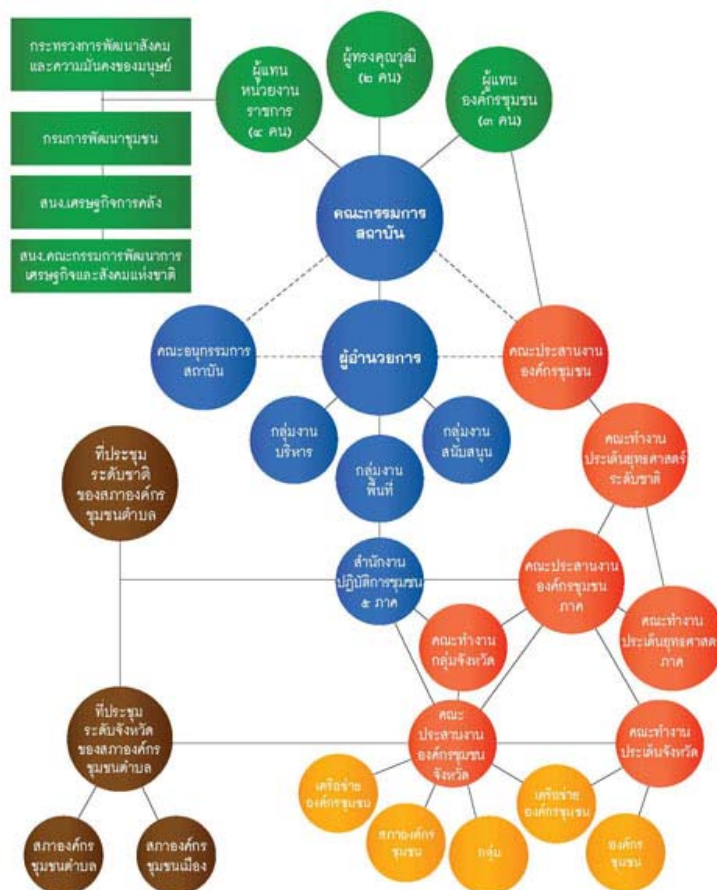 กระทรวงการพัฒนาสังคม
และความมั่นคงของมนุษย์
กรมการพัฒนาชุมชน
สนง.เศรษฐกิจการคลัง
สนง.คณะกรรมการพัฒนาการ
เศรษฐกิจและสังคมแห่งชาติ
ผู้แทน
หน่วยงาน
ราชการ
(๔ คน)
ผู้ทรงคุณวุฒิ
(๒ คน)
ผู้แทน
องค์กรชุมชน
(๓ คน)
คณะกรรมการ
สถาบัน
คณะอนุกรรมการ
สถาบัน
ผู้อำนวยการ
คณะประสานงาน
องค์กรชุมชน
กลุ่มงาน
บริหาร
กลุ่มงาน
พื้นที่
กลุ่มงาน
สนับสนุน
คณะทำงาน
ประเด็นยุทธศาสตร์
ระดับชาติ
ที่ประชุม
ระดับชาติ
ของสภาองค์กร
ชุมชนตำบล
สำนักงาน
ปฏิบัติการชุมชน
๕ ภาค
คณะประสานงาน
องค์กรชุมชน
ภาค
คณะทำงาน
กลุ่มจังหวัด
คณะทำงาน
ประเด็นยุทธศาสต
ภาค
ที่ประชุม
ระดับจังหวัด
ของสภาองค์กร
ชุมชนตำบล
คณะ
ประสานงาน
องค์กรชุมชน
จังหวัด
คณะทำงาน
ประเด็นจังหวัด
เครือข่าย
องค์กรชุมชน
สภาองค์กร
ชุมชน
กลุ่ม
เครือข่าย
องค์กรชุมชน
องค์กร
ชุมชน
สภาองค์กร
ชุมชนตำบล
สภาองค์กร
ชุมชนเมือง